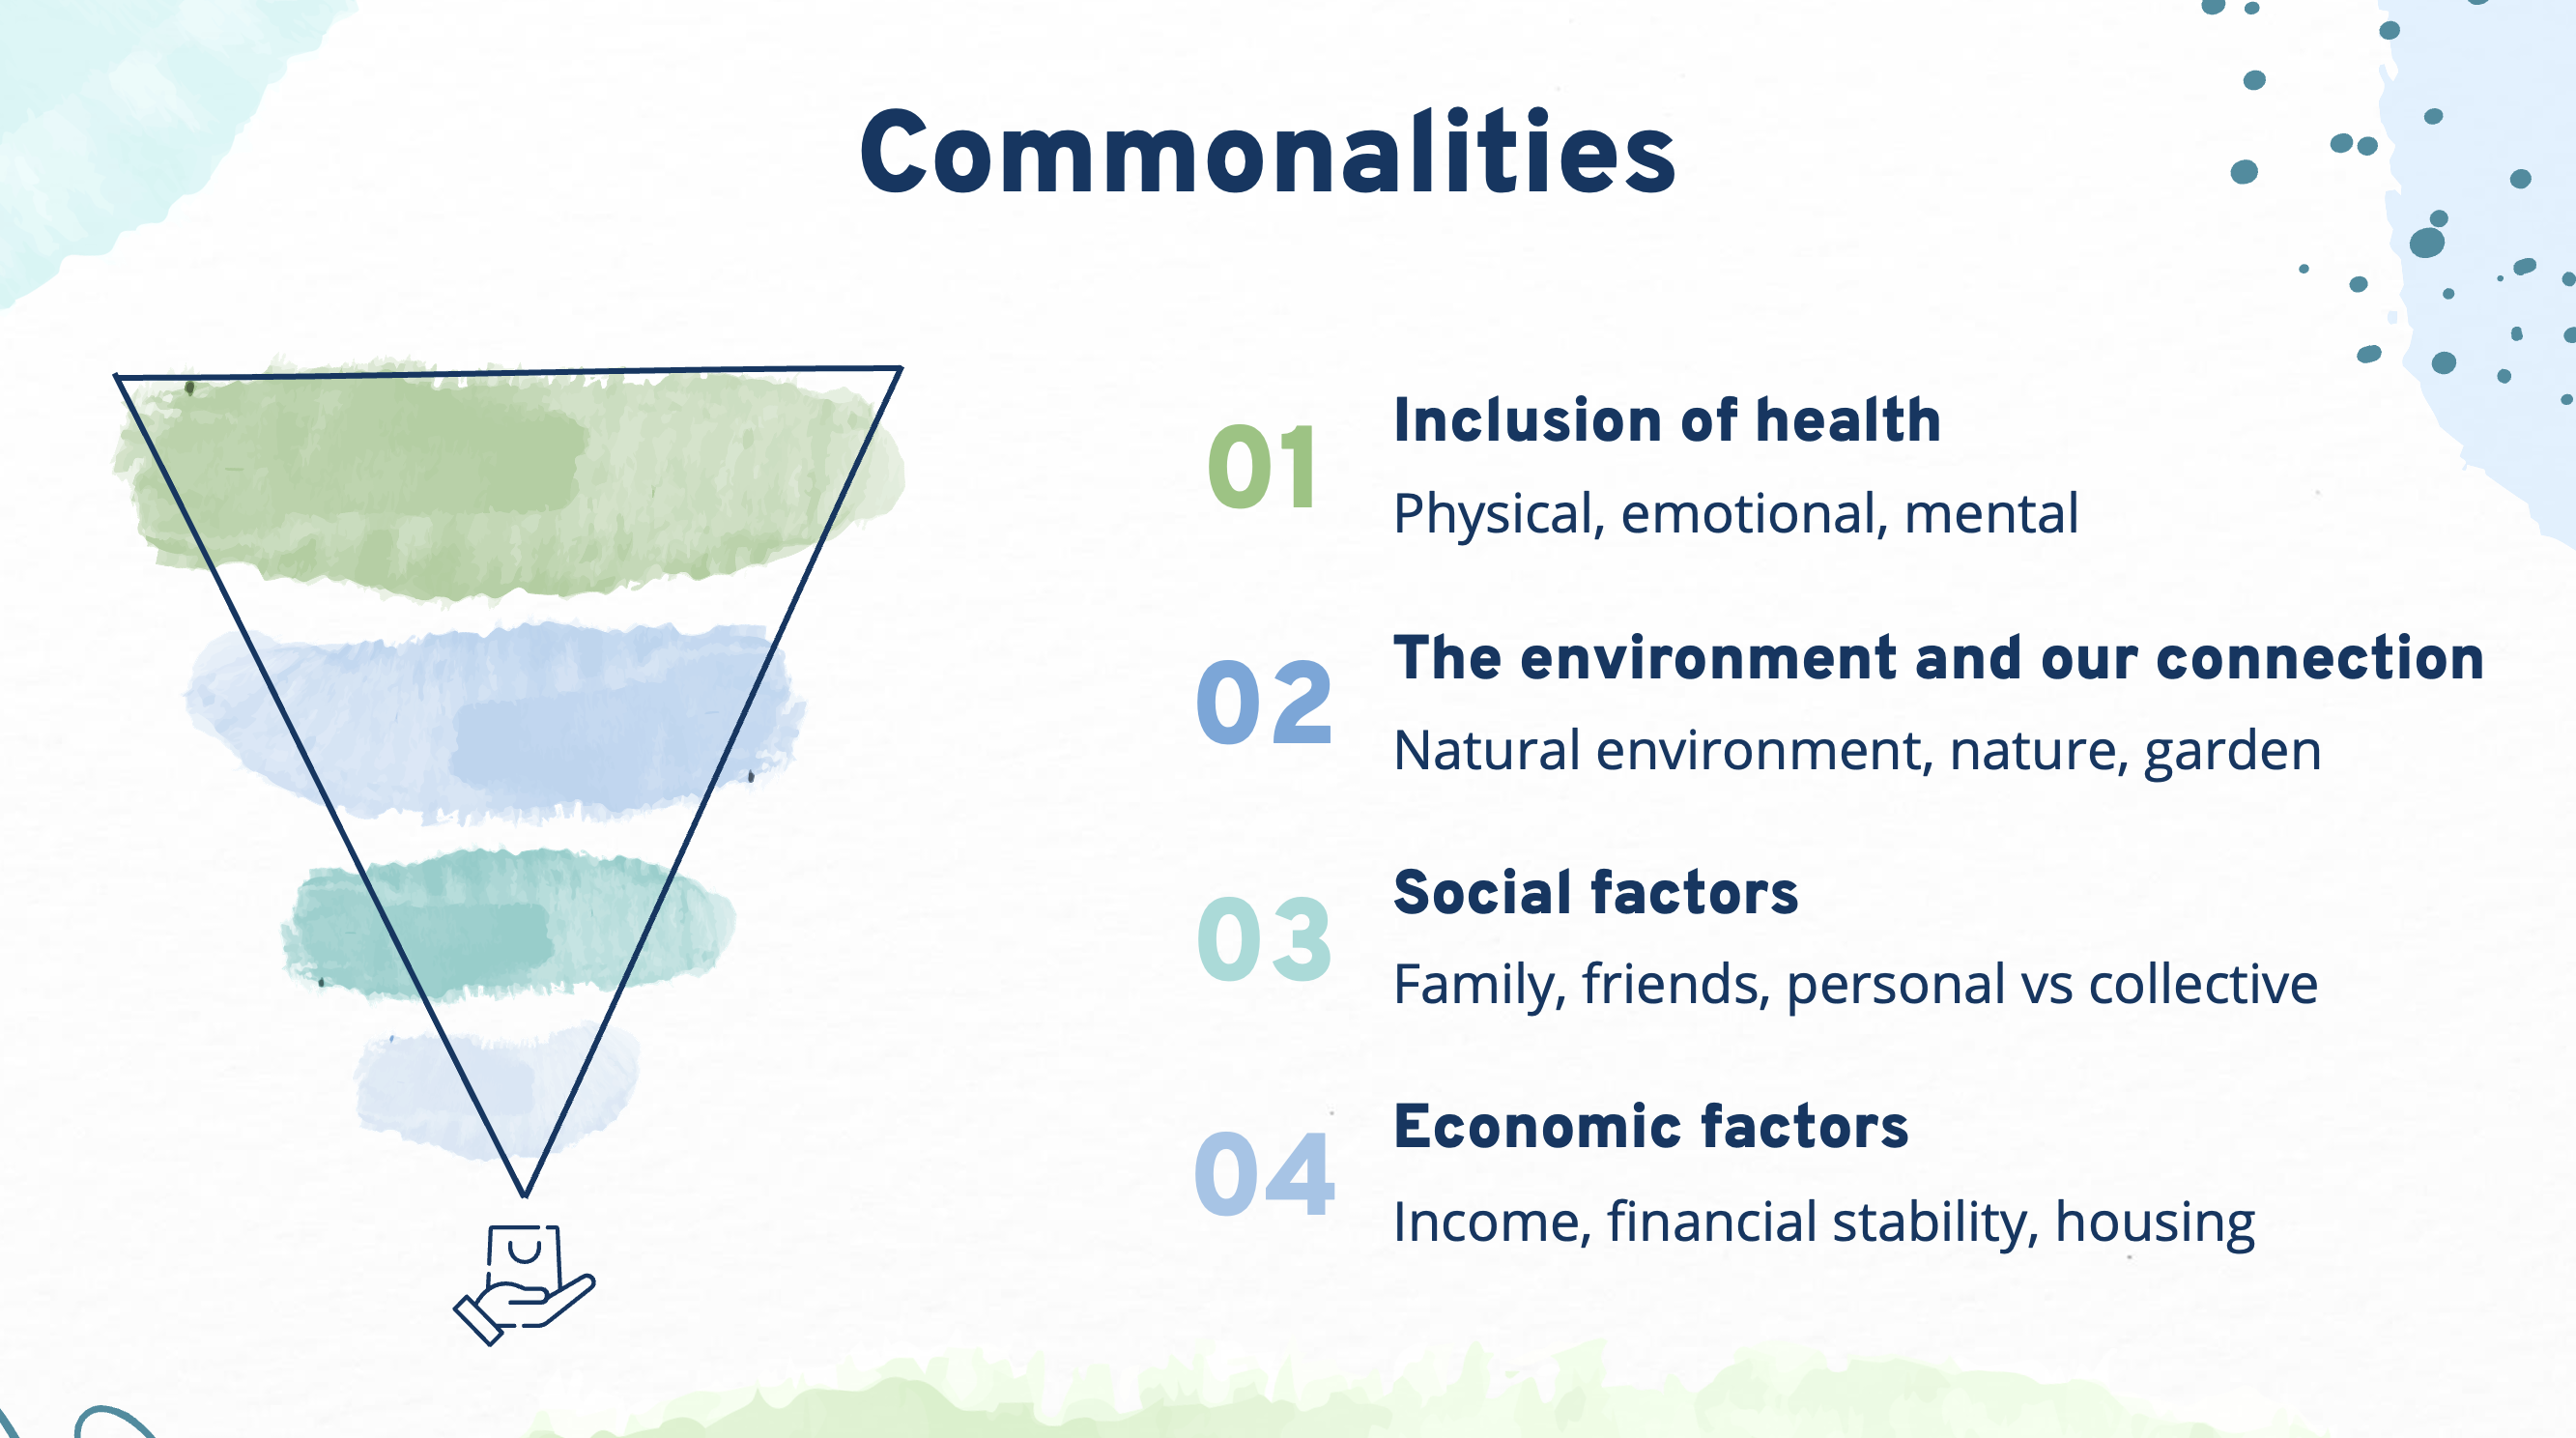 Commonalities
01
Inclusion of health
Physical, emotional, mental
02
The environment and our connection
Natural environment, nature, garden
03
Social factors
Family, friends, personal vs collective
04
Economic factors
Income, financial stability, housing